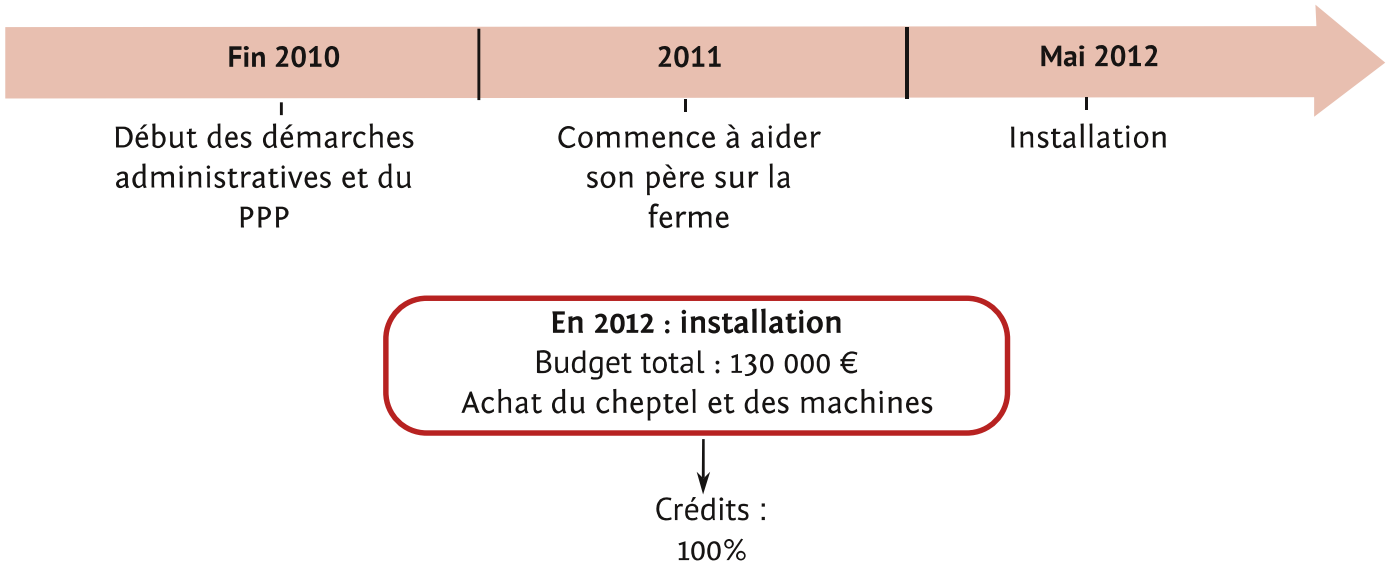 Fin 2010
2011
Mai 2012
Début des démarches
administratives et du
PPP
Commence à aider
son père sur la
ferme
Installation
En 2012 : installation
Budget total : 130 000 €
Achat du cheptel et des machines
Crédits :
100%